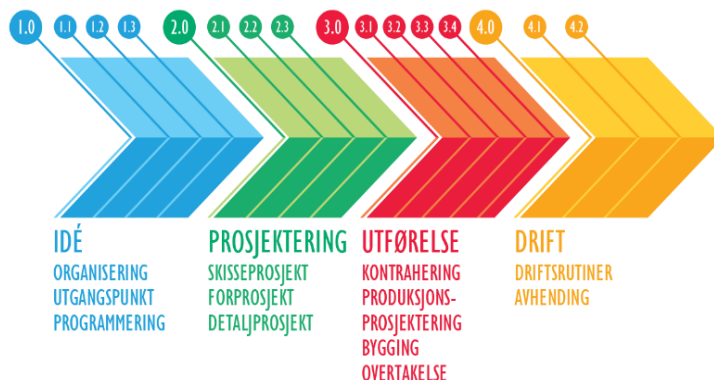 1.0 1.1 1.2 1.3 2.0 2.1 2.2 2.3 3.0 3.1 3.2 3.3 3.4 4.0 4.1 4.2
IDÉ
ORGANISERING
UTGANGSPUNKT
PROGRAMMERING
PROSJEKTERING
SKISSEPROSJEKT
FORPROSJEKT
DETALJPROSJEKT
UTFØRELSE
KONTRAHERING
PRODUKSJONS-
PROSJEKTERING
BYGGING
OVERTAKELSE
DRIFT
DRIFTSRUTINER
AVHENDING